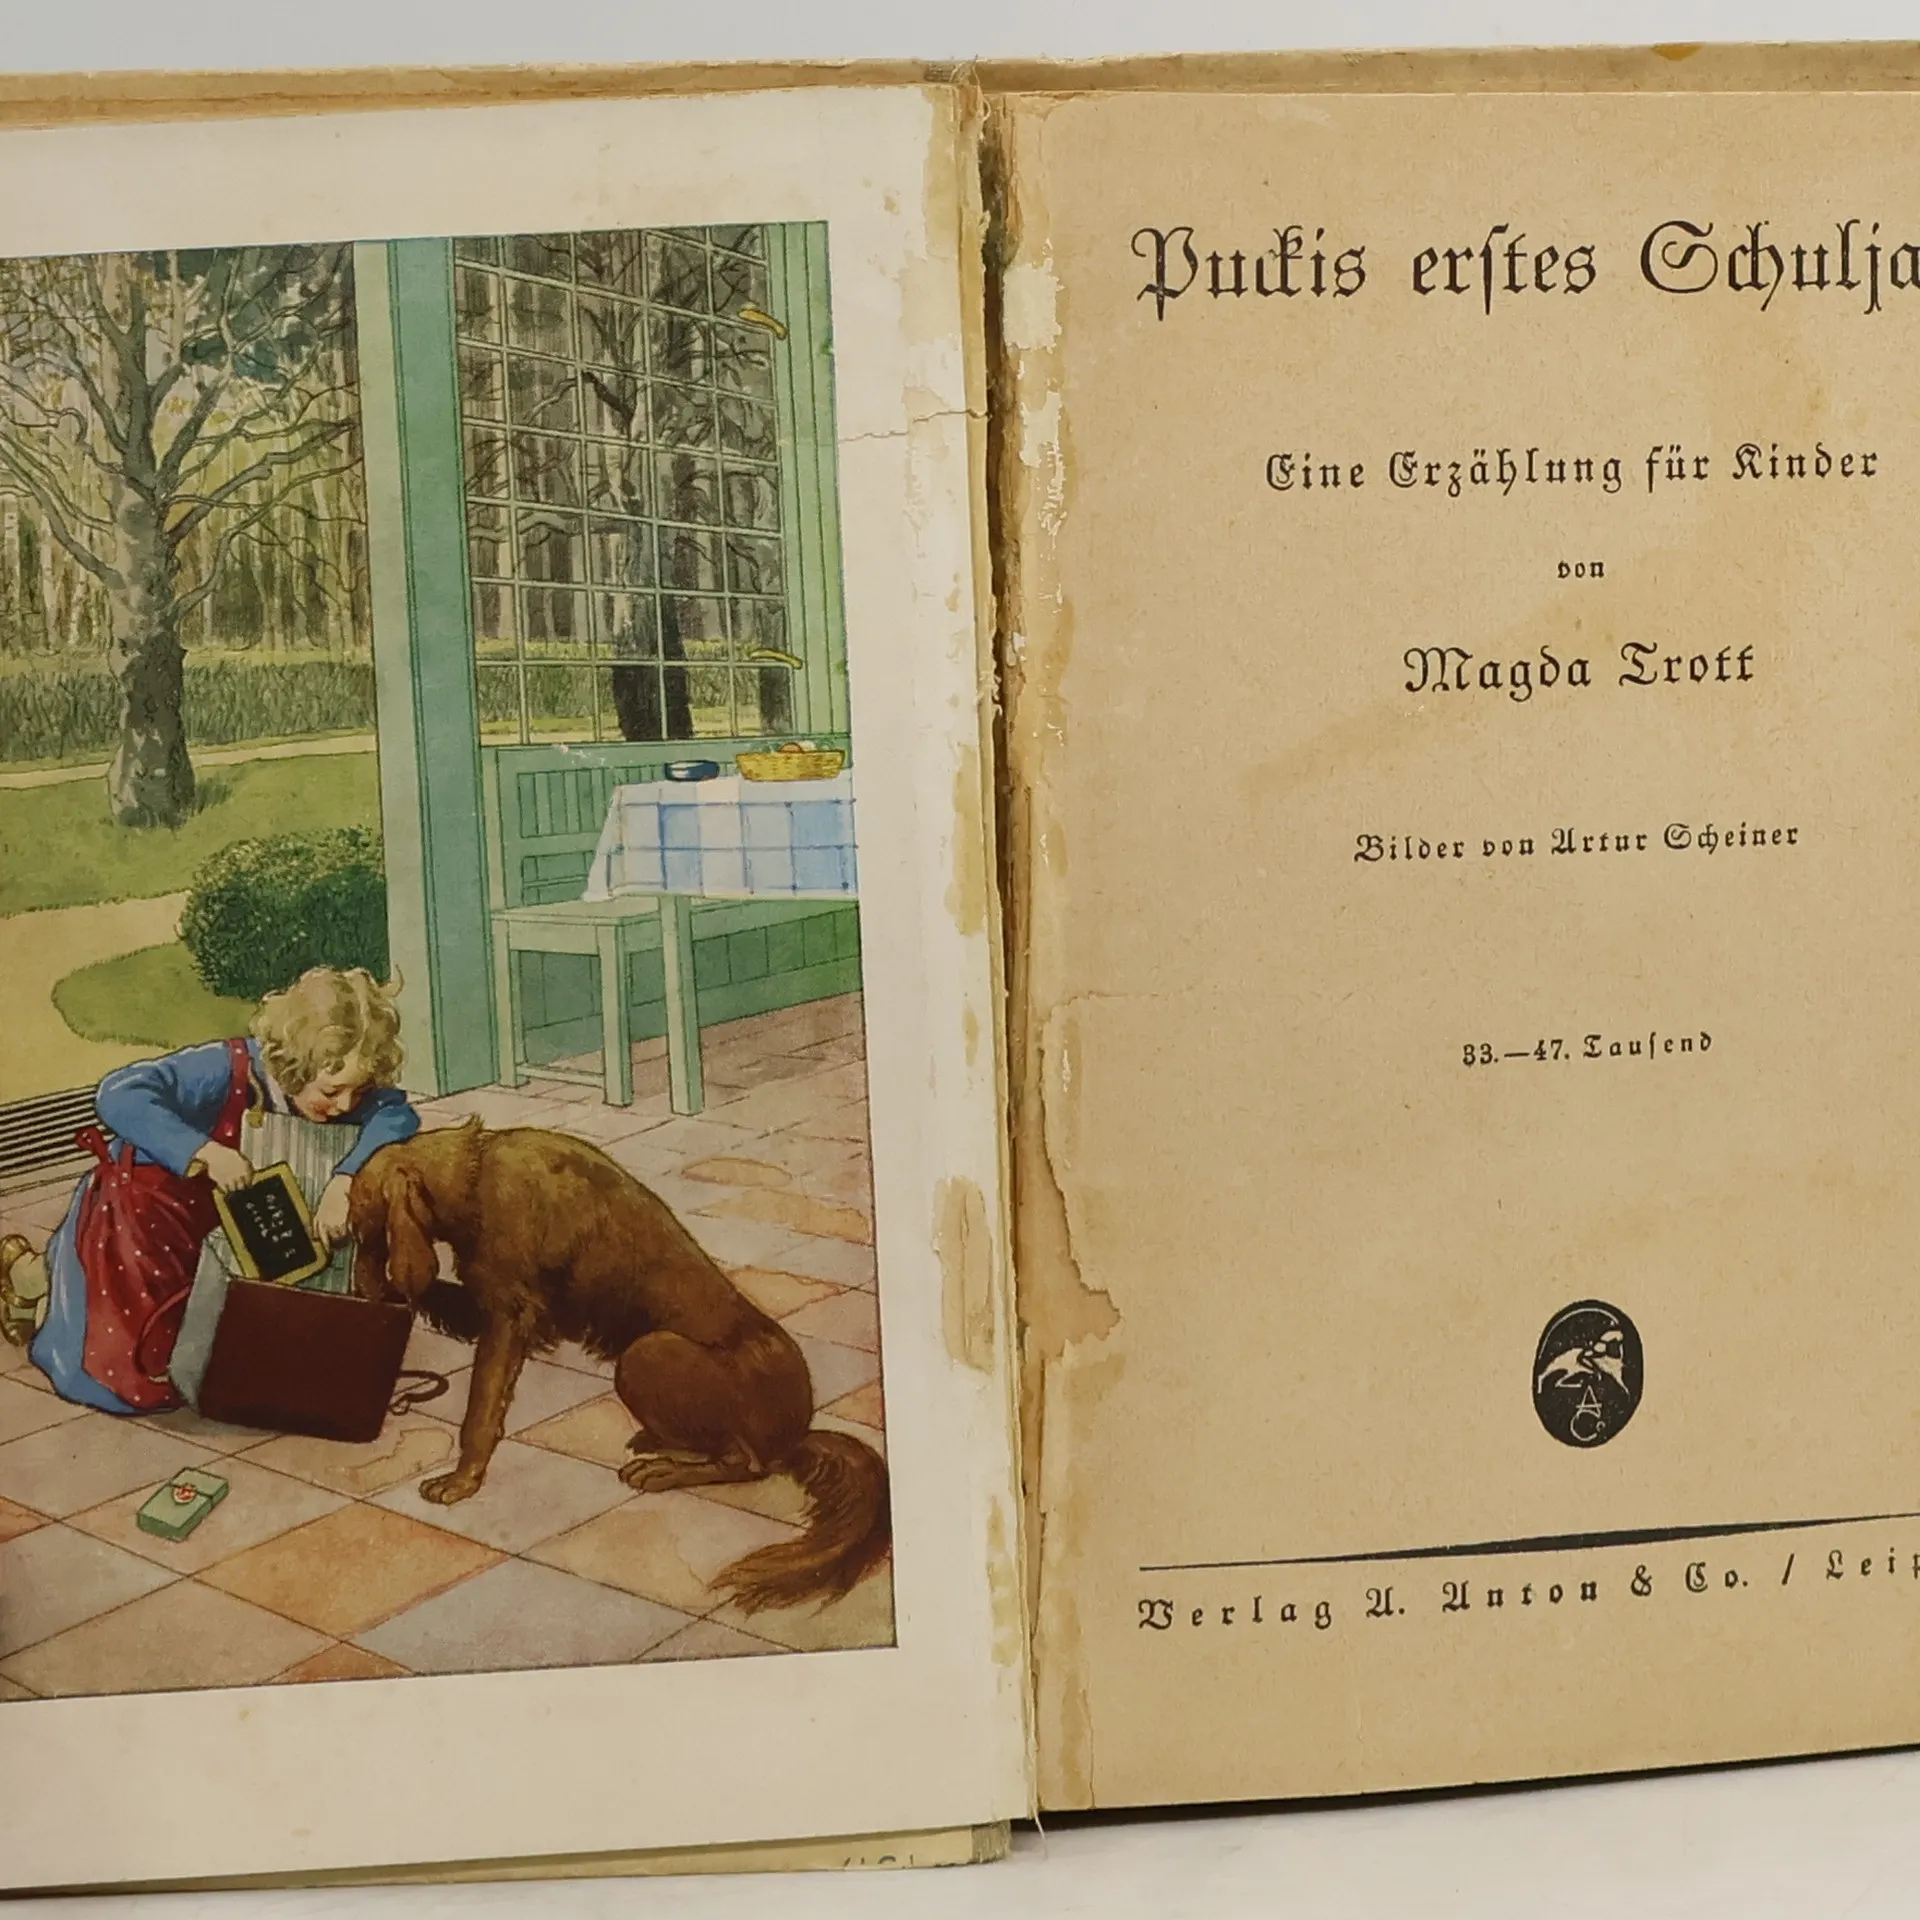 Puckis erstes Schulja
Eine Erzählung für Kinder
von
Magda Trott
Bilder von Artur Scheiner
33.—47. Tausend
A
Co
Verlag A. Anton & Co. / Leip